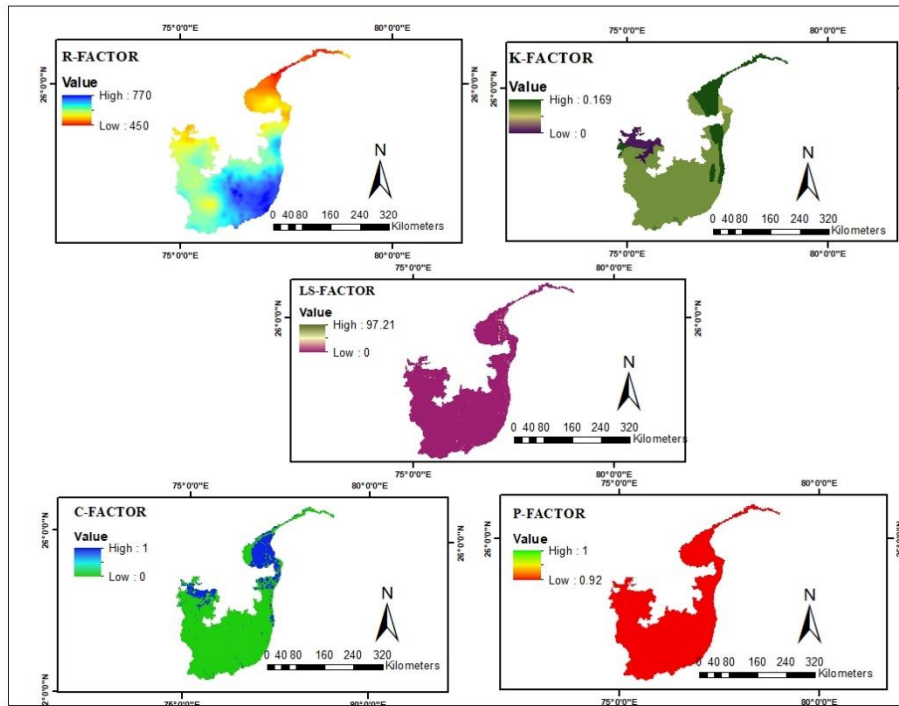 75°0'0"E 80°0'0"E
R-FACTOR
26°0'0"N
Value
High : 770
Low : 450
N
0 40 80 160 240 320
Kilometers
75°0'0"E 80°0'0"E
75°0'0"E 80°0'0"E
K-FACTOR
26°0'0"N
Value
High : 0.169
Low : 0
N
0 40 80 160 240 320
Kilometers
75°0'0"E 80°0'0"E
75°0'0"E 80°0'0"E
LS-FACTOR
26°0'0"N
Value
High : 97.21
Low : 0
N
0 40 80 160 240 320
Kilometers
75°0'0"E 80°0'0"E
75°0'0"E 80°0'0"E
C-FACTOR
26°0'0"N
Value
High : 1
Low : 0
N
0 40 80 160 240 320
Kilometers
75°0'0"E 80°0'0"E
75°0'0"E 80°0'0"E
P-FACTOR
26°0'0"N
Value
High : 1
Low : 0.92
N
0 40 80 160 240 320
Kilometers
75°0'0"E 80°0'0"E